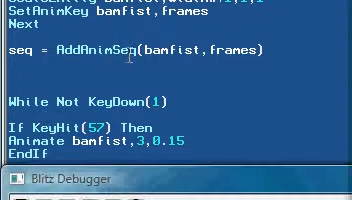 SetAnimKey bamfist,frames
Next
seq = AddAnimSeq(bamfist,frames)
While Not KeyDown(1)
If KeyHit(57) Then
Animate bamfist,3,0.15
EndIf
Blitz Debugger